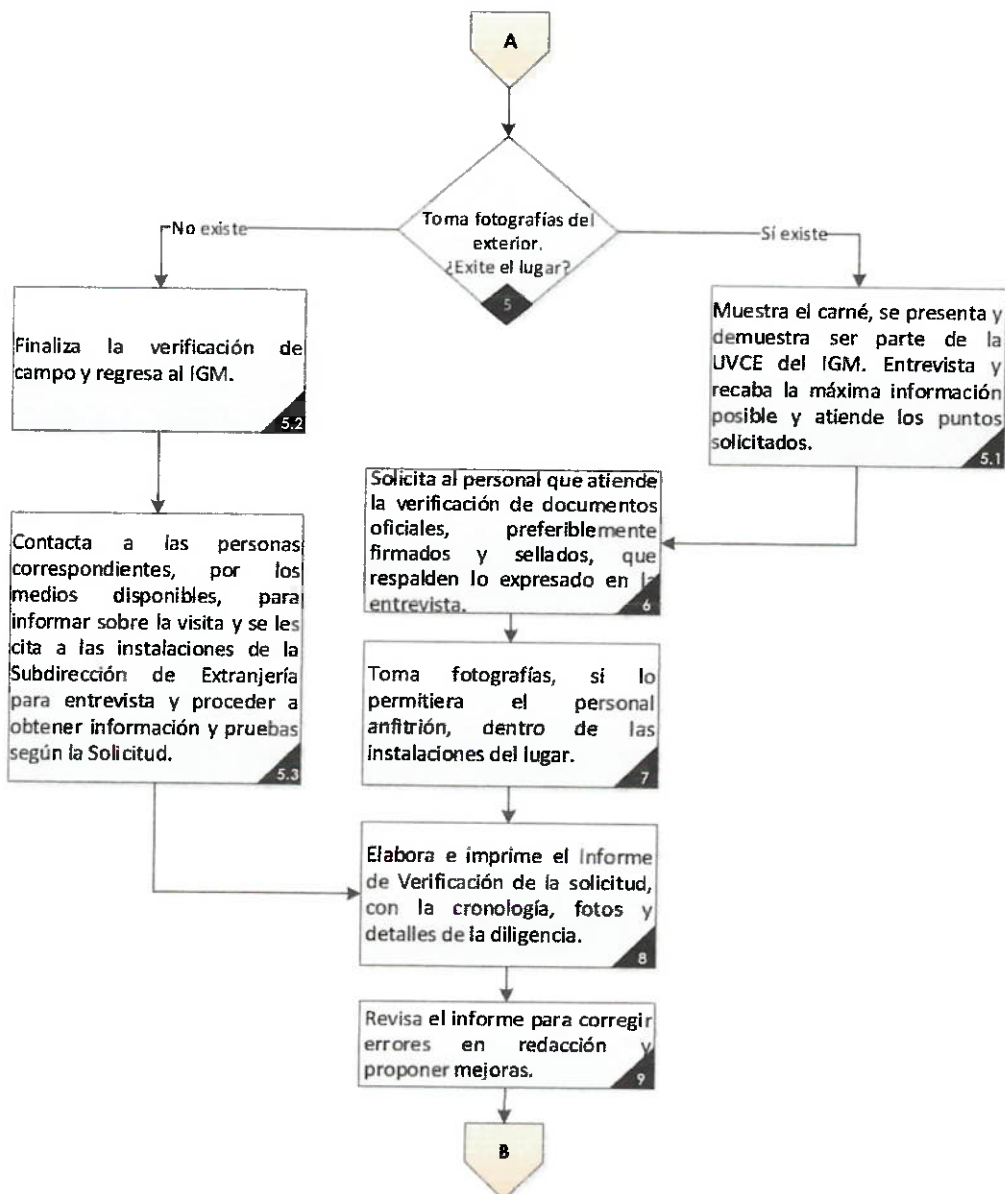 A
Toma fotografías del
exterior.
¿Exite el lugar?
5
No existe
Sí existe
Finaliza la verificación de
campo y regresa al IGM.
5.2
Muestra el carné, se presenta y
demuestra ser parte de la
UVCE del IGM. Entrevista y
recaba la máxima información
posible y atiende los puntos
solicitados.
5.1
Contacta a las personas
correspondientes, por los
medios disponibles, para
informar sobre la visita y se les
cita a las instalaciones de la
Subdirección de Extranjería
para entrevista y proceder a
obtener información y pruebas
según la Solicitud.
5.3
Solicita al personal que atiende
la verificación de documentos
oficiales, preferiblemente
firmados y sellados, que
respalden lo expresado en la
entrevista.
6
Toma fotografías, si lo
permitiera el personal
anfitrión, dentro de las
instalaciones del lugar.
7
Elabora e imprime el Informe
de Verificación de la solicitud,
con la cronología, fotos y
detalles de la diligencia.
8
Revisa el informe para corregir
errores en redacción y
proponer mejoras.
9
B